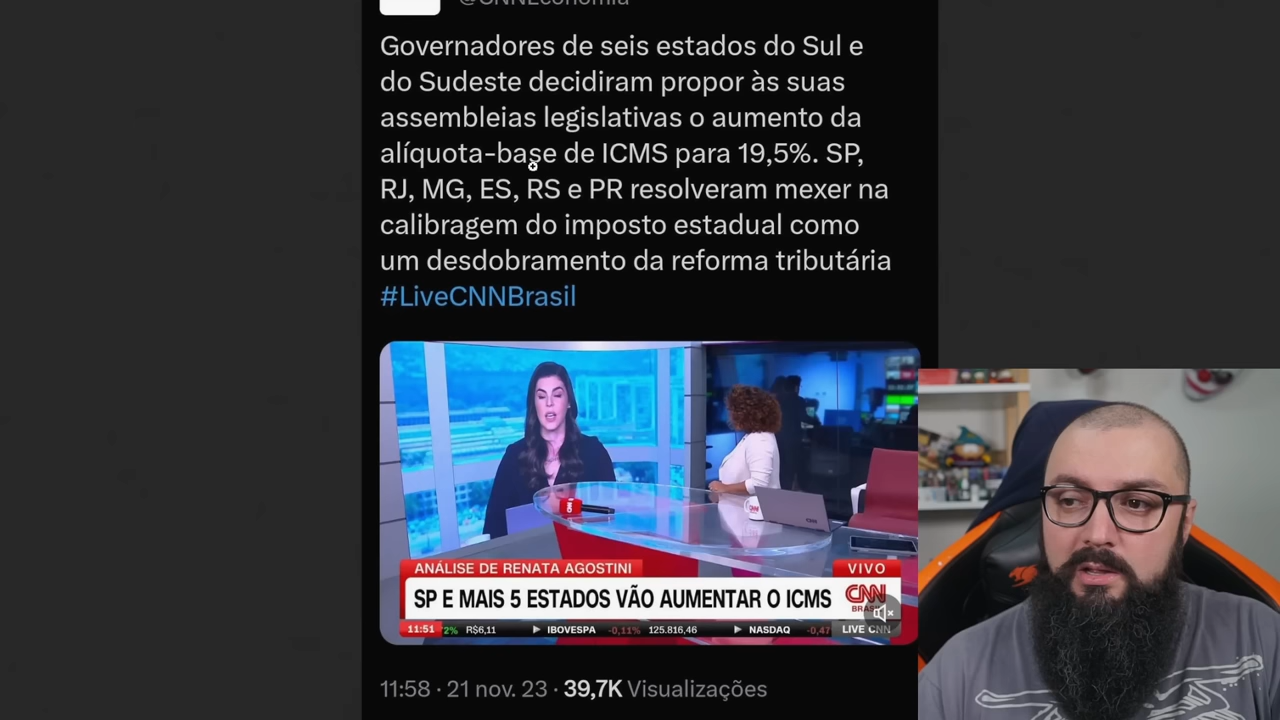 @CNNEconomia
Governadores de seis estados do Sul e
do Sudeste decidiram propor às suas
assembleias legislativas o aumento da
alíquota-base de ICMS para 19,5%. SP,
RJ, MG, ES, RS e PR resolveram mexer na
calibragem do imposto estadual como
um desdobramento da reforma tributária
#LiveCNNBrasil
CNN
ANÁLISE DE RENATA AGOSTINI
VIVO
SP E MAIS 5 ESTADOS VÃO AUMENTAR O ICMS
CNN
BRASIL
11:51 2% R$6,11 IBOVESPA -0,11% 125.816,46 NASDAQ -0,47 LIVE CNN
11:58 · 21 nov. 23 · 39,7K Visualizações